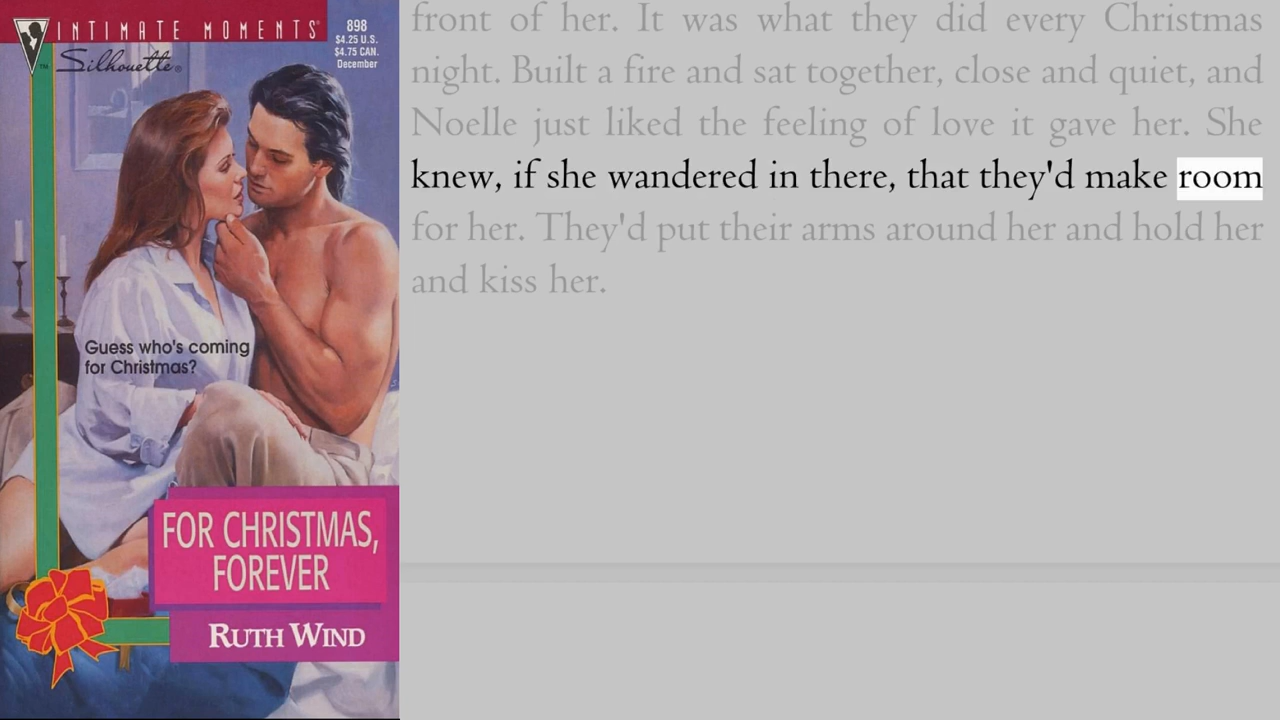 INTIMATE MOMENTS®
Silhouette®
TM
898
$4.25 U.S.
$4.75 CAN.
December
Guess who's coming
for Christmas?
FOR CHRISTMAS,
FOREVER
RUTH WIND
front of her. It was what they did every Christmas
night. Built a fire and sat together, close and quiet, and
Noelle just liked the feeling of love it gave her. She
knew, if she wandered in there, that they'd make room
for her. They'd put their arms around her and hold her
and kiss her.